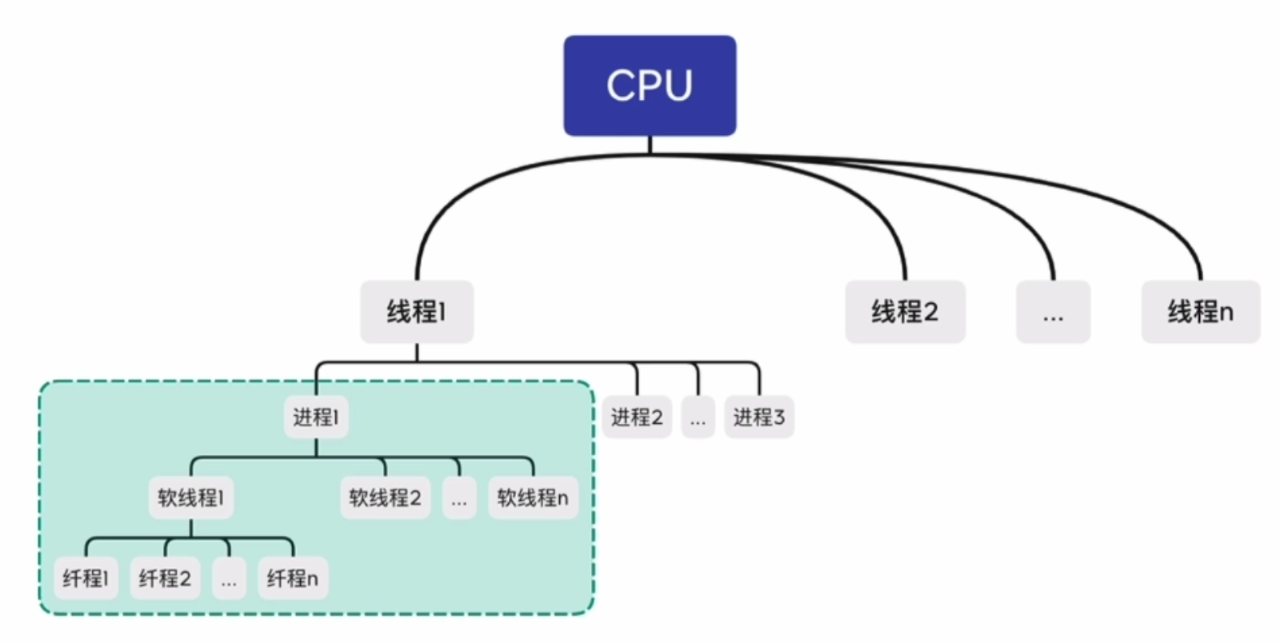 CPU
线程1
线程2
...
线程n
进程1
进程2
...
进程3
软线程1
软线程2
...
软线程n
纤程1
纤程2
...
纤程n